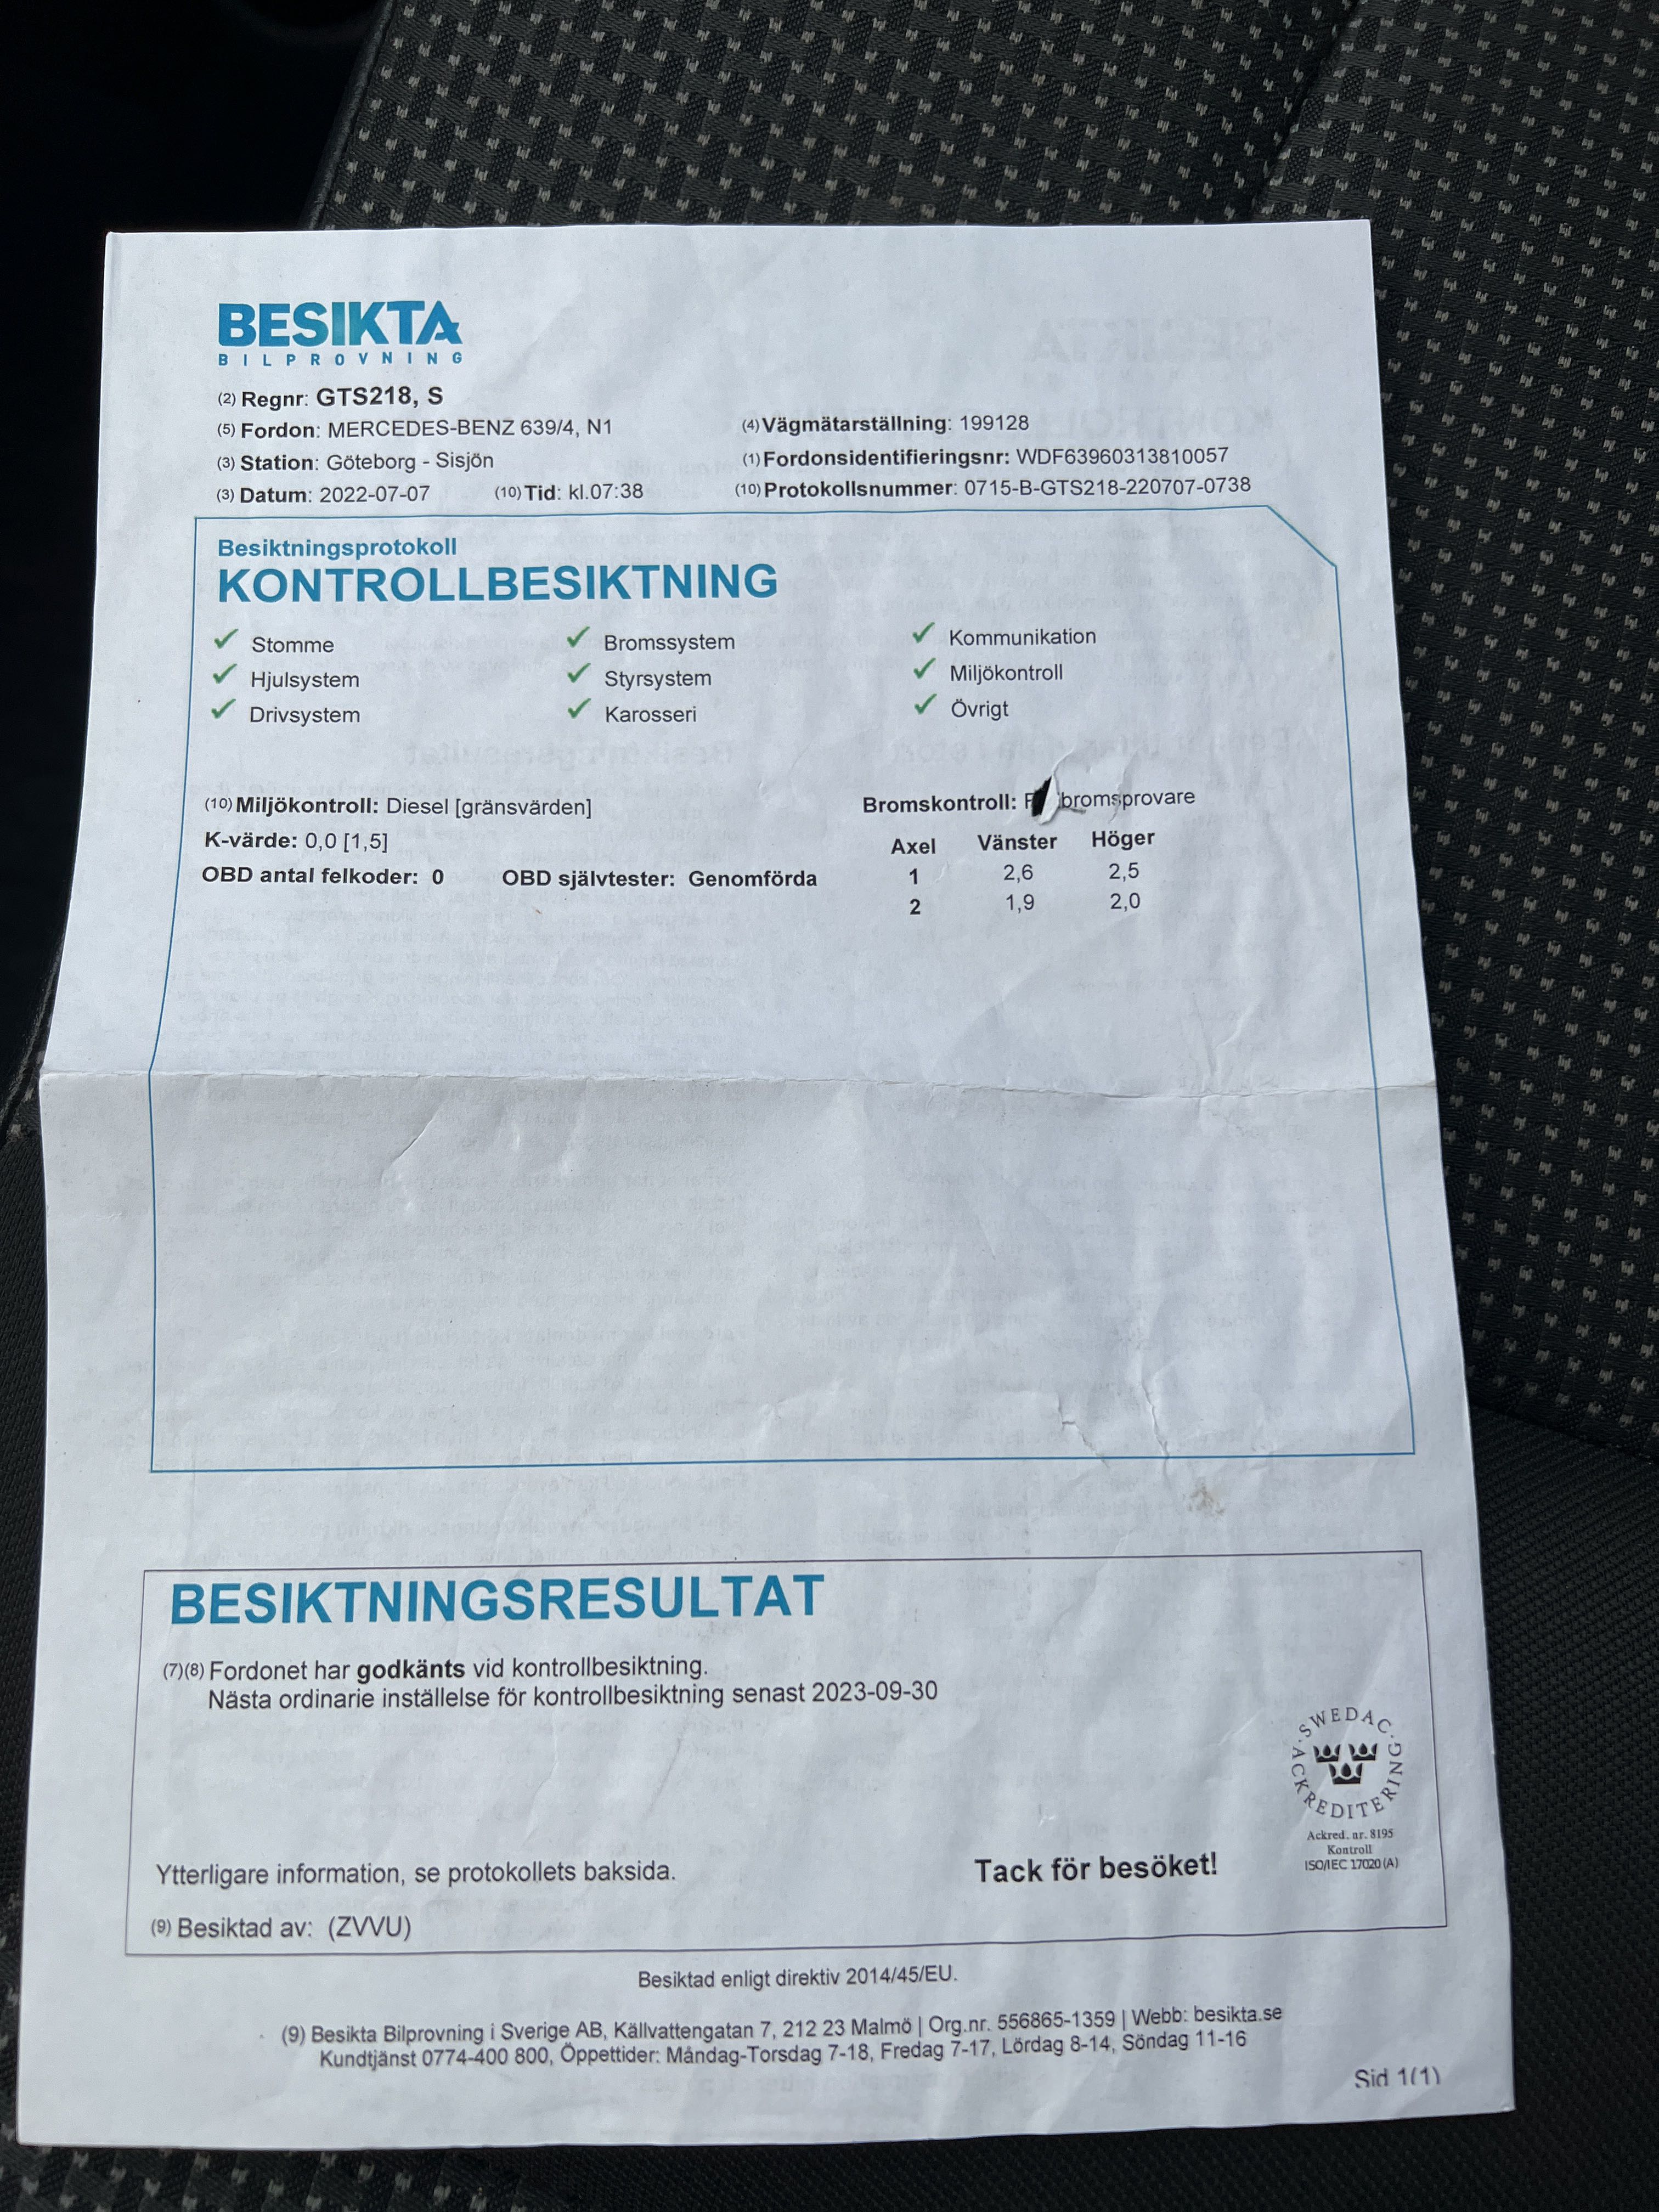 BESIKTA
BILPROVNING
(2) Regnr: GTS218, S
(5) Fordon: MERCEDES-BENZ 639/4, N1
(4) Vägmätarställning: 199128
(3) Station: Göteborg - Sisjön
(1) Fordonsidentifieringsnr: WDF63960313810057
(3) Datum: 2022-07-07 (10) Tid: kl.07:38
(10) Protokollsnummer: 0715-B-GTS218-220707-0738
Besiktningsprotokoll
KONTROLLBESIKTNING
Stomme Bromssystem Kommunikation
Hjulsystem Styrsystem Miljökontroll
Drivsystem Karosseri Övrigt
(10) Miljökontroll: Diesel [gränsvärden]
K-värde: 0,0 [1,5]
OBD antal felkoder: 0 OBD självtester: Genomförda
Bromskontroll: bromsprovare
Axel Vänster Höger
1 2,6 2,5
2 1,9 2,0
BESIKTNINGSRESULTAT
(7)(8) Fordonet har godkänts vid kontrollbesiktning.
Nästa ordinarie inställelse för kontrollbesiktning senast 2023-09-30
SWEDAC ACKREDITERING
Ackred. nr. 8195
Kontroll
ISO/IEC 17020 (A)
Ytterligare information, se protokollets baksida.
Tack för besöket!
(9) Besiktad av: (ZVVU)
Besiktad enligt direktiv 2014/45/EU.
(9) Besikta Bilprovning i Sverige AB, Källvattengatan 7, 212 23 Malmö | Org.nr. 556865-1359 | Webb: besikta.se
Kundtjänst 0774-400 800, Öppettider: Måndag-Torsdag 7-18, Fredag 7-17, Lördag 8-14, Söndag 11-16
Sid 1(1)